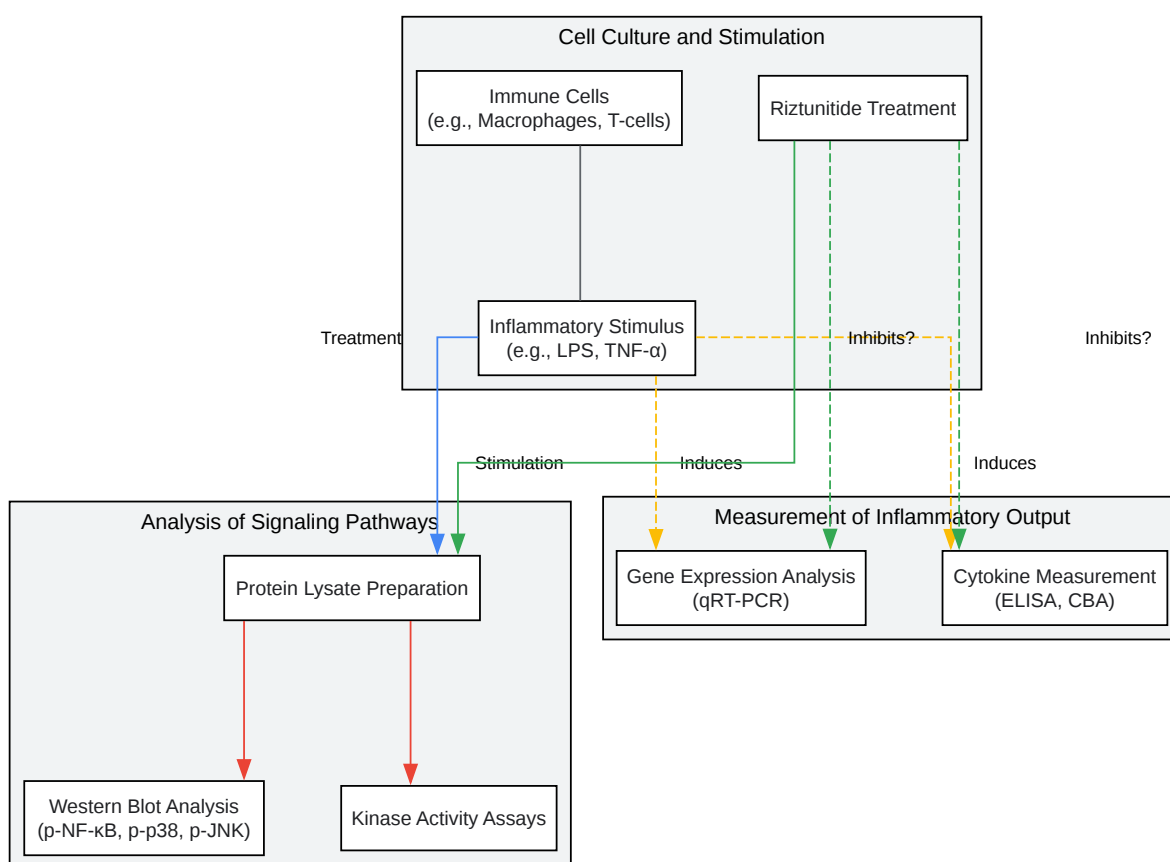 Cell Culture and Stimulation
Immune Cells
(e.g., Macrophages, T-cells)
Riztunitide Treatment
Inflammatory Stimulus
(e.g., LPS, TNF-α)
Treatment
Inhibits?
Inhibits?
Stimulation
Induces
Induces
Analysis of Signaling Pathways
Measurement of Inflammatory Output
Protein Lysate Preparation
Gene Expression Analysis
(qRT-PCR)
Cytokine Measurement
(ELISA, CBA)
Western Blot Analysis
(p-NF-κB, p-p38, p-JNK)
Kinase Activity Assays